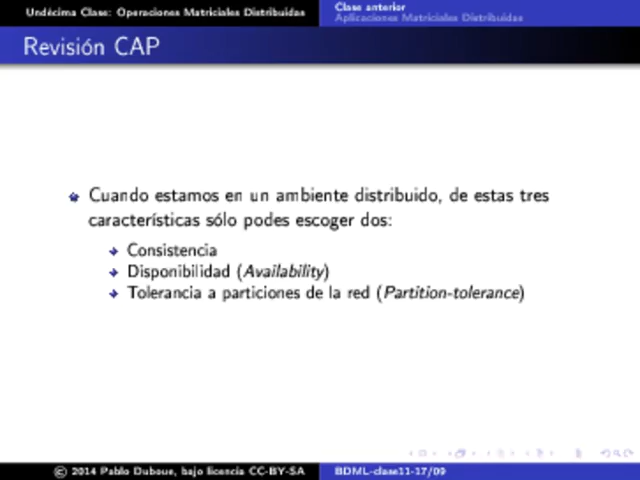 Undécima Clase: Operaciones Matriciales Distribuidas
Clase anterior
Aplicaciones Matriciales Distribuidas
Revisión CAP
Cuando estamos en un ambiente distribuido, de estas tres
características sólo podes escoger dos:
Consistencia
Disponibilidad (Availability)
Tolerancia a particiones de la red (Partition-tolerance)
© 2014 Pablo Duboue, bajo licencia CC-BY-SA
BDML-clase11-17/09